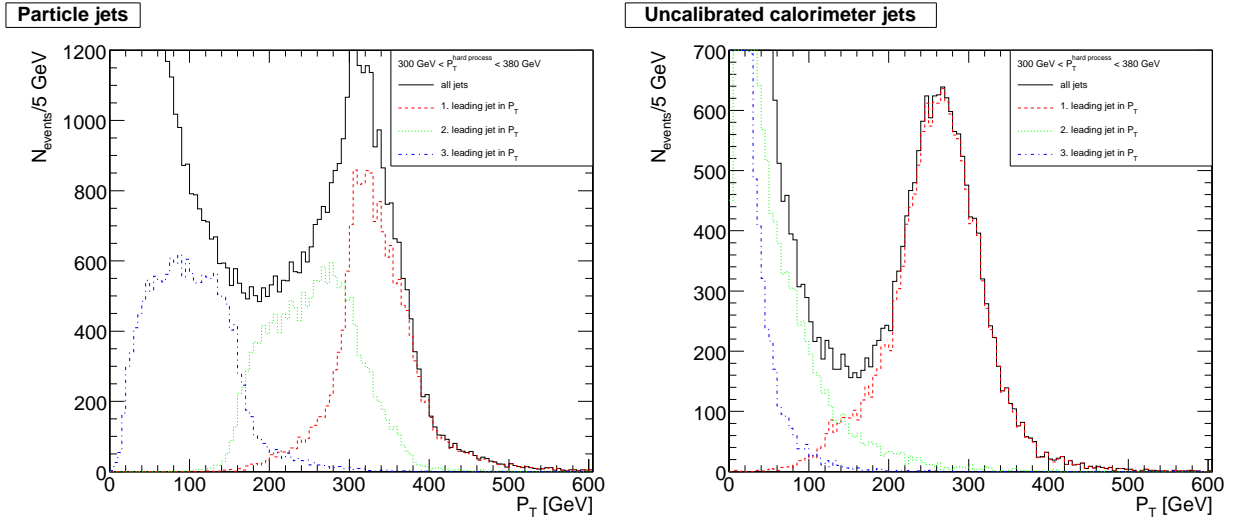 Particle jets
N_events/5 GeV
1200
1000
800
600
400
200
0
300 GeV < P_T^hard process < 380 GeV
all jets
1. leading jet in P_T
2. leading jet in P_T
3. leading jet in P_T
0 100 200 300 400 500 600
P_T [GeV]
Uncalibrated calorimeter jets
N_events/5 GeV
700
600
500
400
300
200
100
0
300 GeV < P_T^hard process < 380 GeV
all jets
1. leading jet in P_T
2. leading jet in P_T
3. leading jet in P_T
0 100 200 300 400 500 600
P_T [GeV]